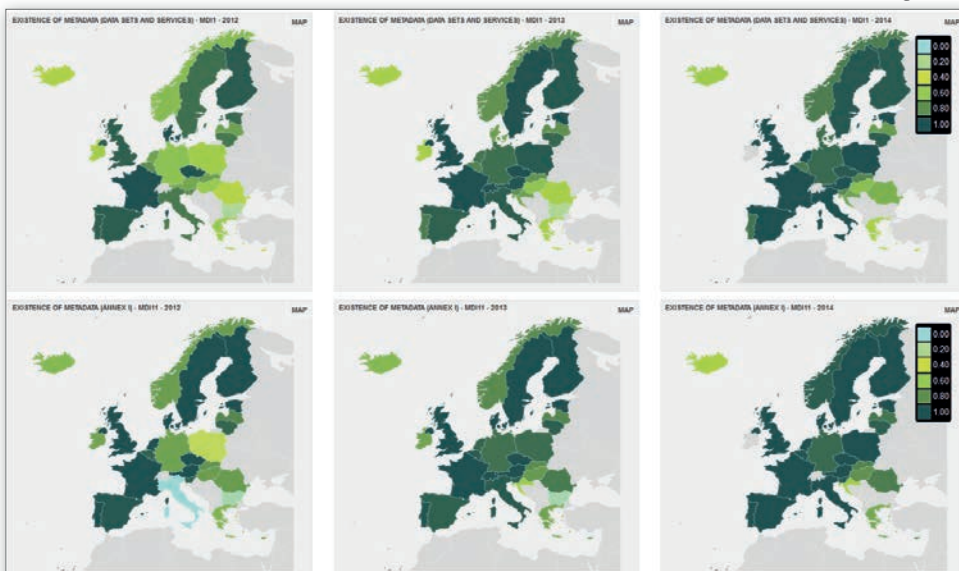 EXISTENCE OF METADATA (DATA SETS AND SERVICES) - MDI1 - 2012 MAP
EXISTENCE OF METADATA (DATA SETS AND SERVICES) - MDI1 - 2013 MAP
EXISTENCE OF METADATA (DATA SETS AND SERVICES) - MDI1 - 2014 MAP
0.00
0.20
0.40
0.60
0.80
1.00
EXISTENCE OF METADATA (ANNEX I) - MDI11 - 2012 MAP
EXISTENCE OF METADATA (ANNEX I) - MDI11 - 2013 MAP
EXISTENCE OF METADATA (ANNEX I) - MDI11 - 2014 MAP
0.00
0.20
0.40
0.60
0.80
1.00